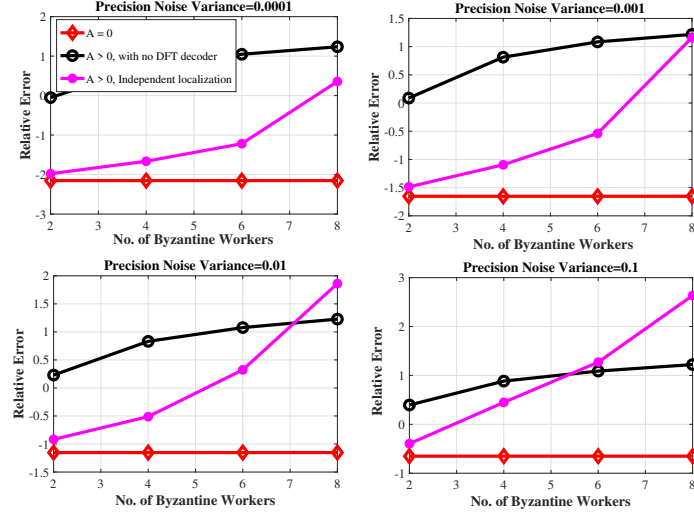 Precision Noise Variance=0.0001
2
1
0
-1
-2
-3
Relative Error
A = 0
A > 0, with no DFT decoder
A > 0, Independent localization
2 3 4 5 6 7 8
No. of Byzantine Workers
Precision Noise Variance=0.001
1.5
1
0.5
0
-0.5
-1
-1.5
-2
Relative Error
2 3 4 5 6 7 8
No. of Byzantine Workers
Precision Noise Variance=0.01
2
1.5
1
0.5
0
-0.5
-1
-1.5
Relative Error
2 3 4 5 6 7 8
No. of Byzantine Workers
Precision Noise Variance=0.1
3
2
1
0
-1
Relative Error
2 3 4 5 6 7 8
No. of Byzantine Workers